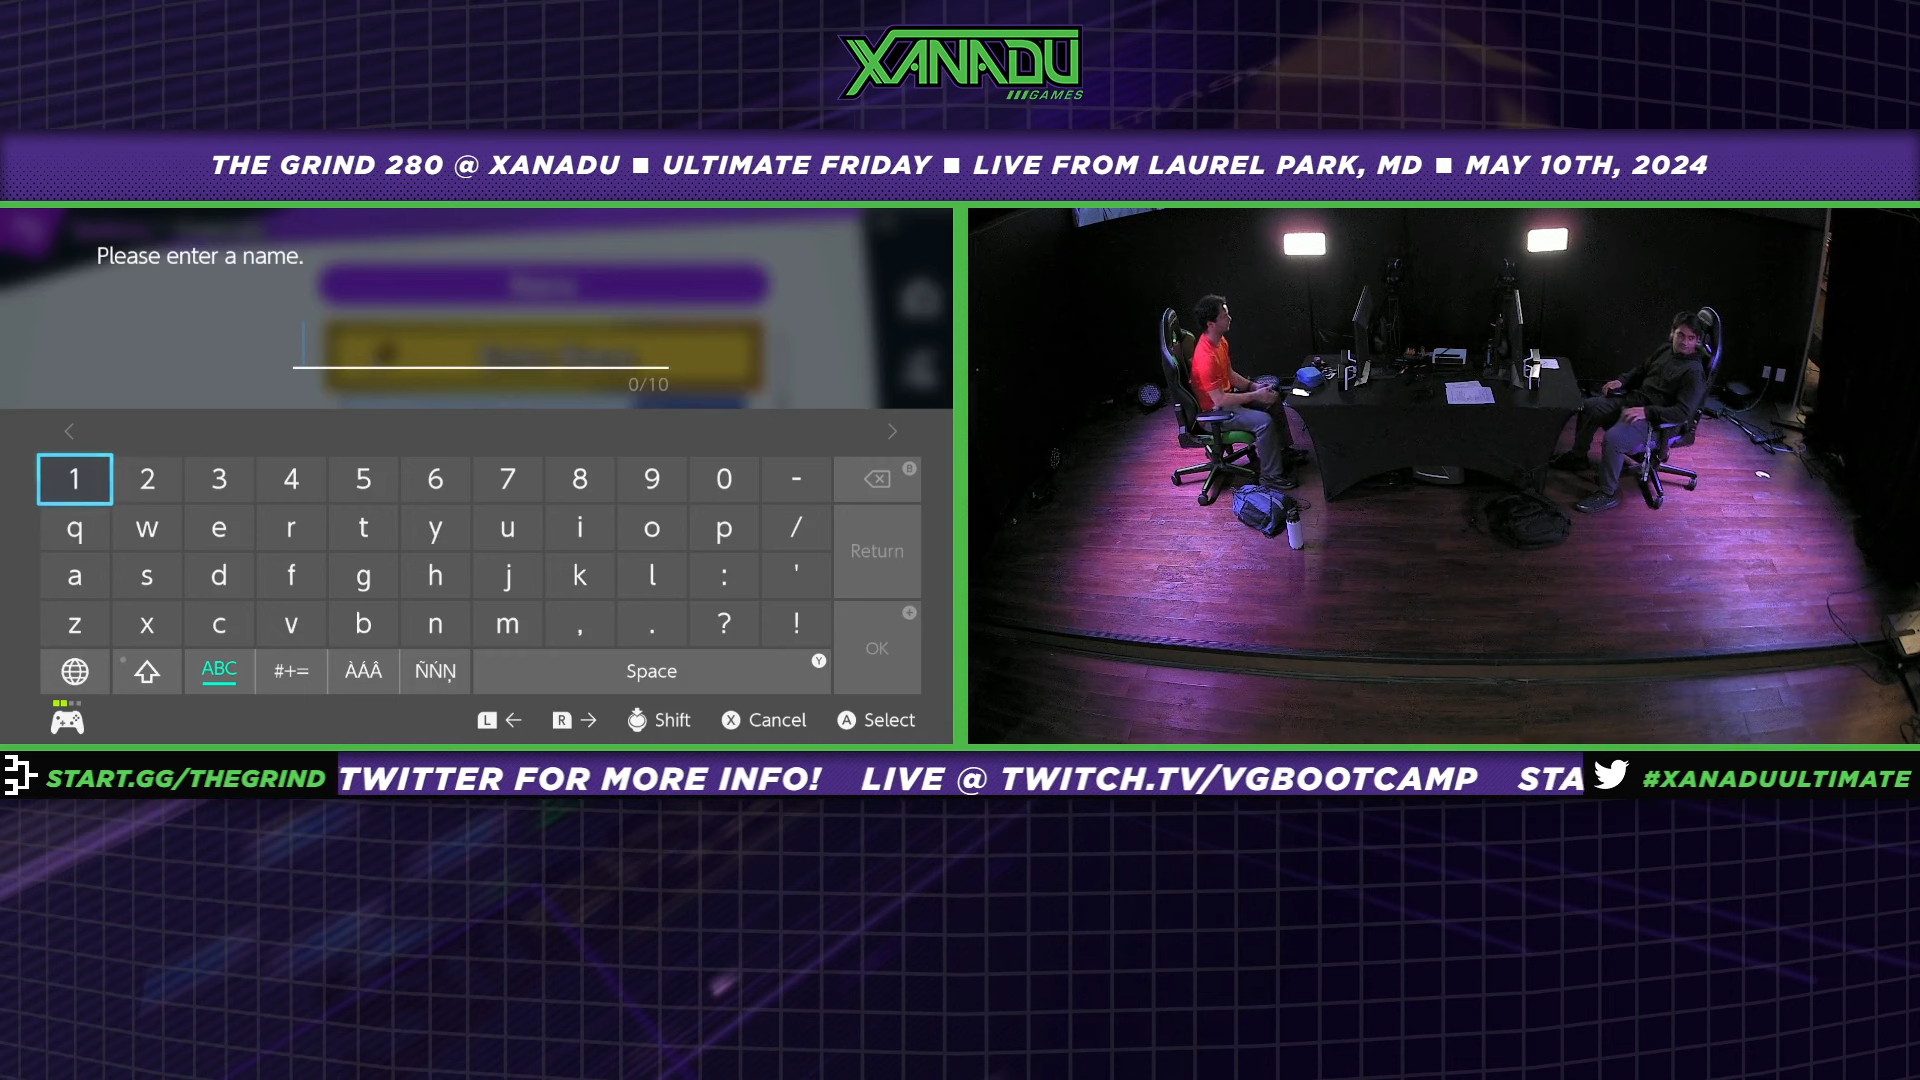 XANADU
GAMES
THE GRIND 280 @ XANADU ■ ULTIMATE FRIDAY ■ LIVE FROM LAUREL PARK, MD ■ MAY 10TH, 2024
Please enter a name.
0/10
1 2 3 4 5 6 7 8 9 0 - B
q w e r t y u i o p / Return
a s d f g h j k l : '
z x c v b n m , . ? ! OK
ABC #+= ÀÁÂ ÑŃŅ Space Y
L ← R → Shift X Cancel A Select
START.GG/THEGRIND TWITTER FOR MORE INFO! LIVE @ TWITCH.TV/VGBOOTCAMP STA #XANADUULTIMATE